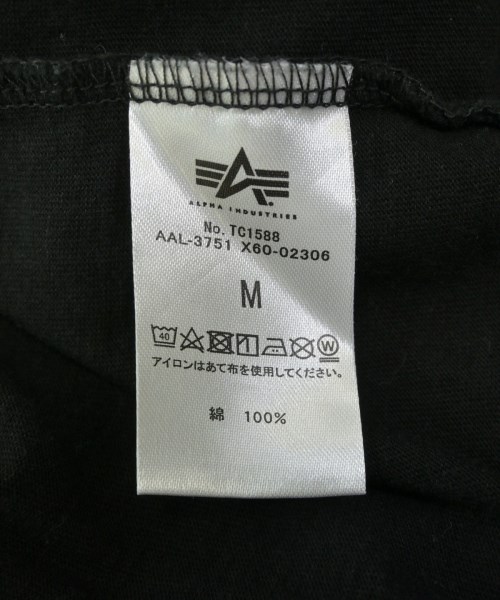 ALPHA INDUSTRIES
No. TC1588
AAL-3751 X60-02306
M
40 W
アイロンはあて布を使用してください。
綿 100%